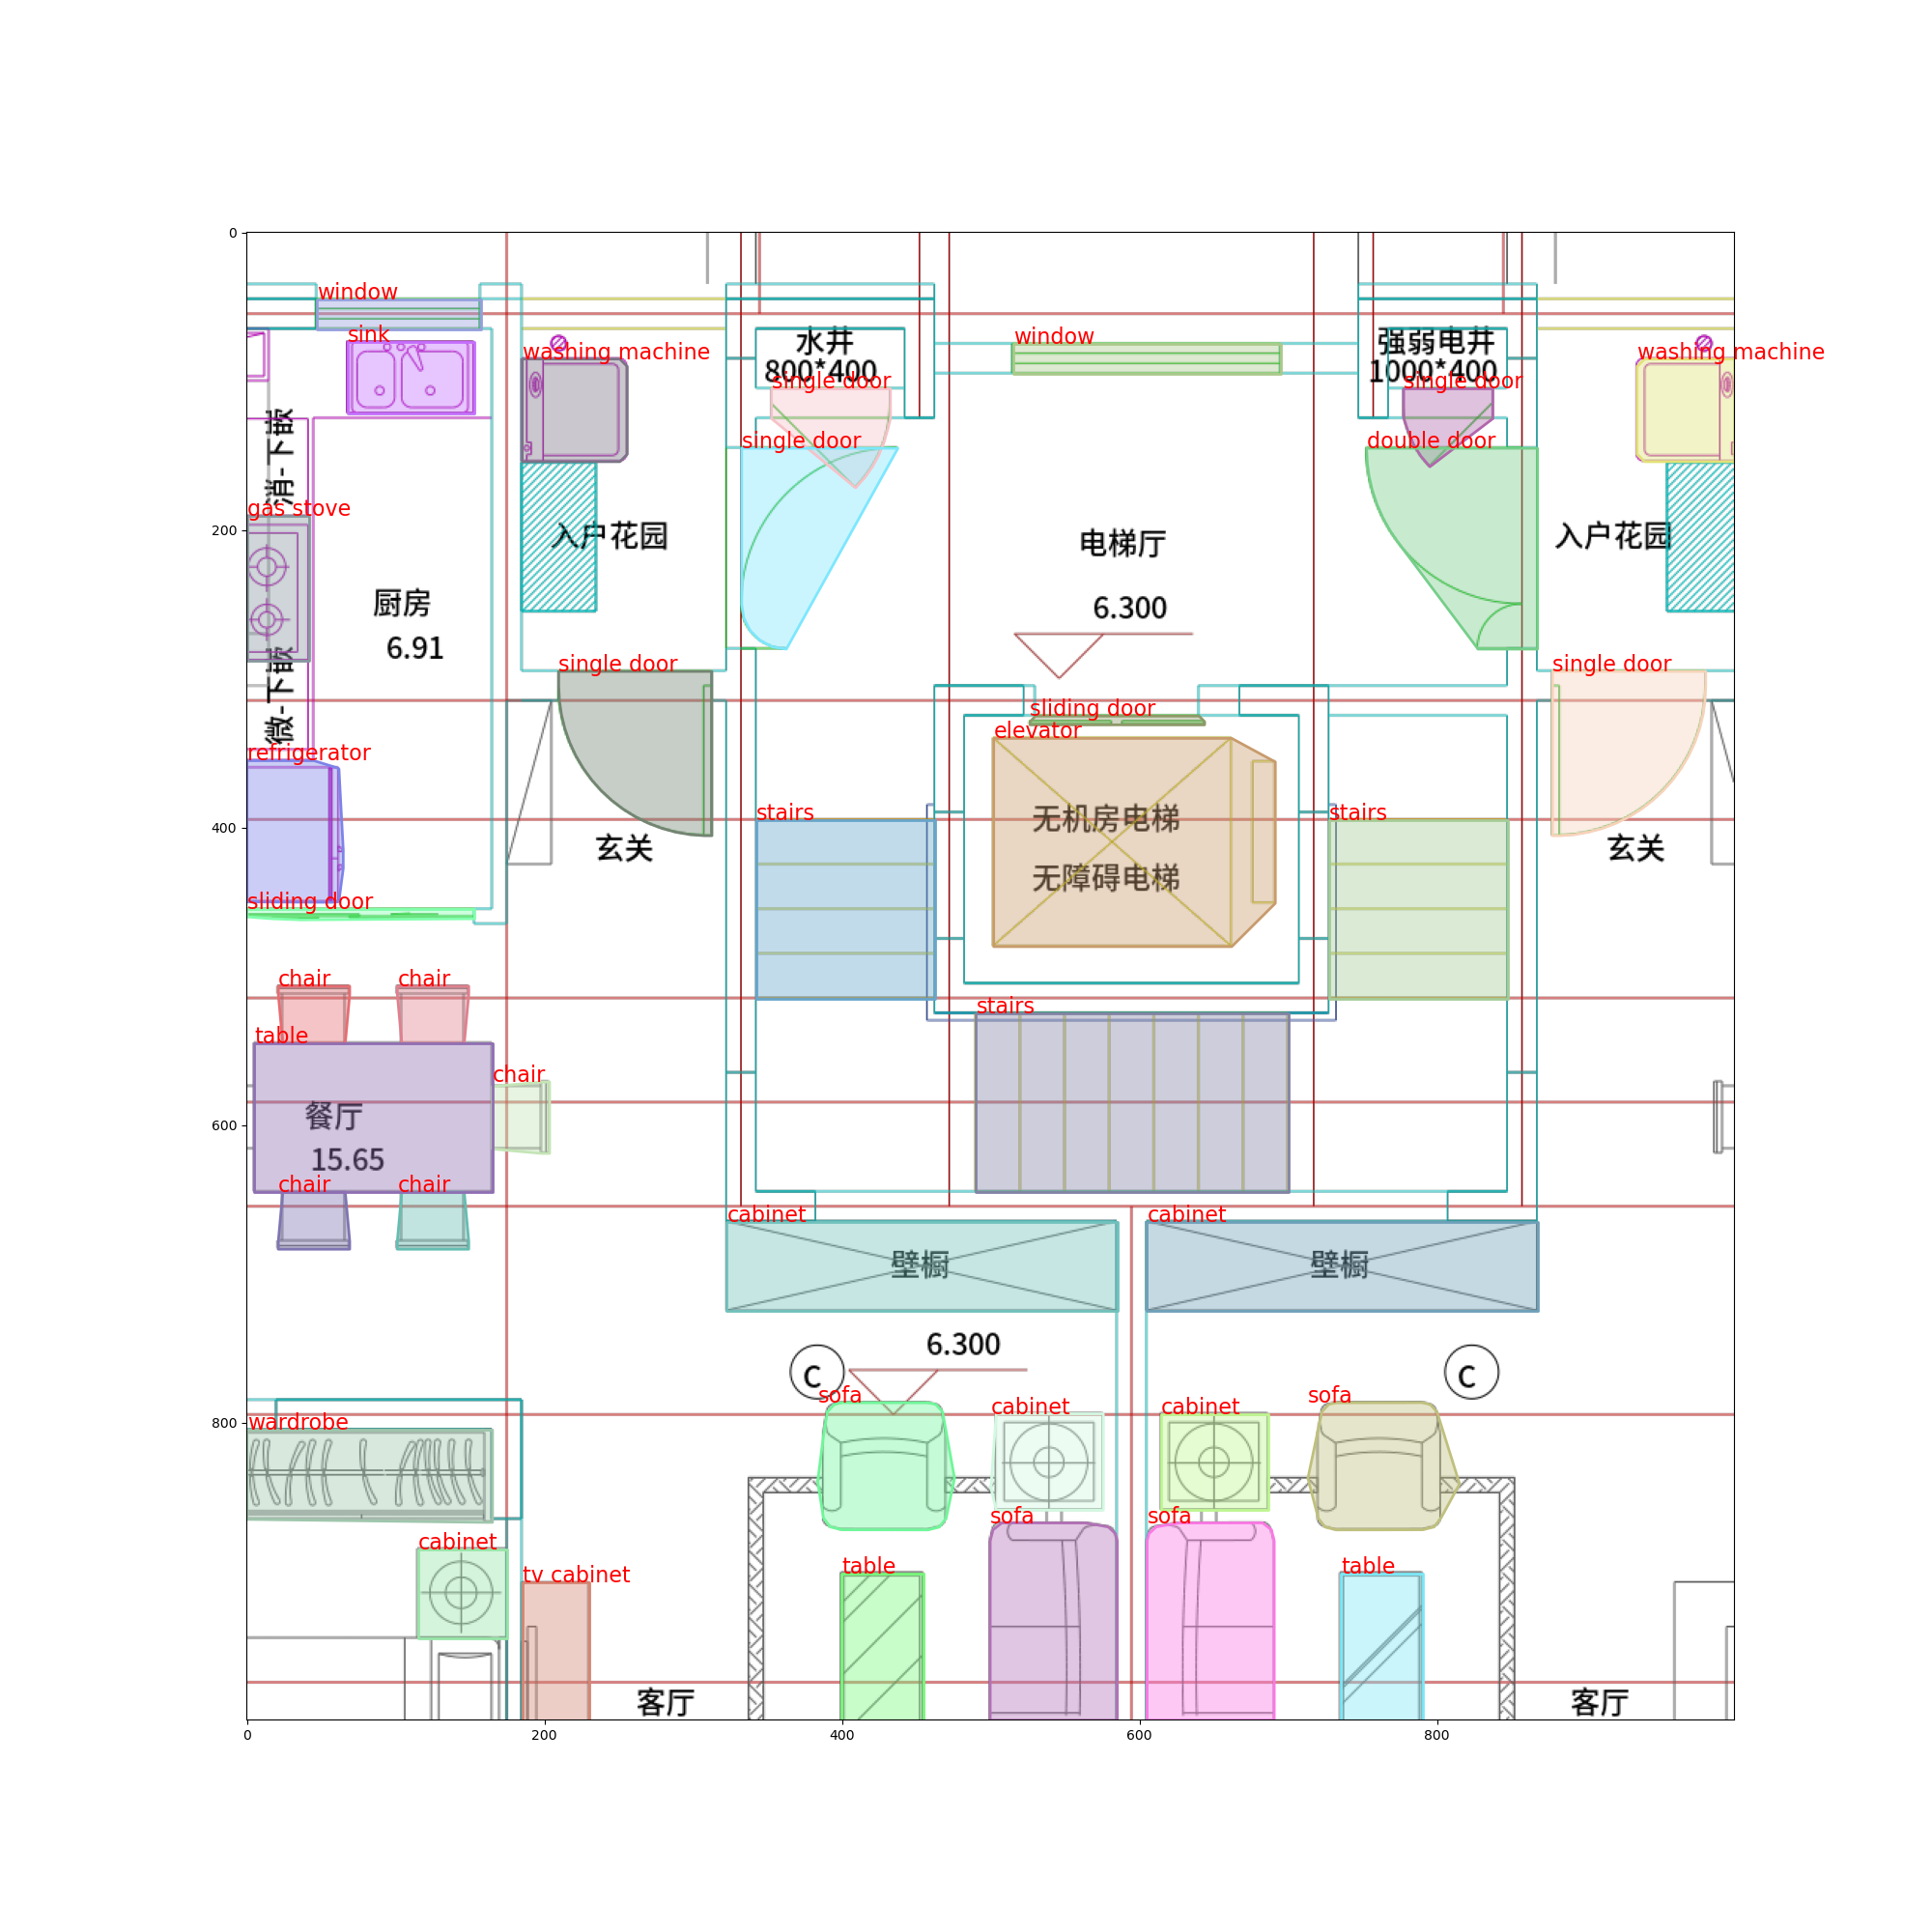 0
window
sink
washing machine
水井
800*400
single door
window
强弱电井
1000*400
single door
washing machine
消-下嵌
single door
double door
gas stove
200
入户花园
电梯厅
入户花园
厨房
6.91
6.300
微-下嵌
single door
single door
sliding door
elevator
refrigerator
400
stairs
无机房电梯
stairs
玄关
玄关
无障碍电梯
sliding door
chair
chair
stairs
table
chair
600
餐厅
15.65
chair
chair
cabinet
cabinet
壁橱
壁橱
6.300
C
C
800
wardrobe
sofa
cabinet
cabinet
sofa
sofa
sofa
cabinet
tv cabinet
table
table
客厅
客厅
0
200
400
600
800